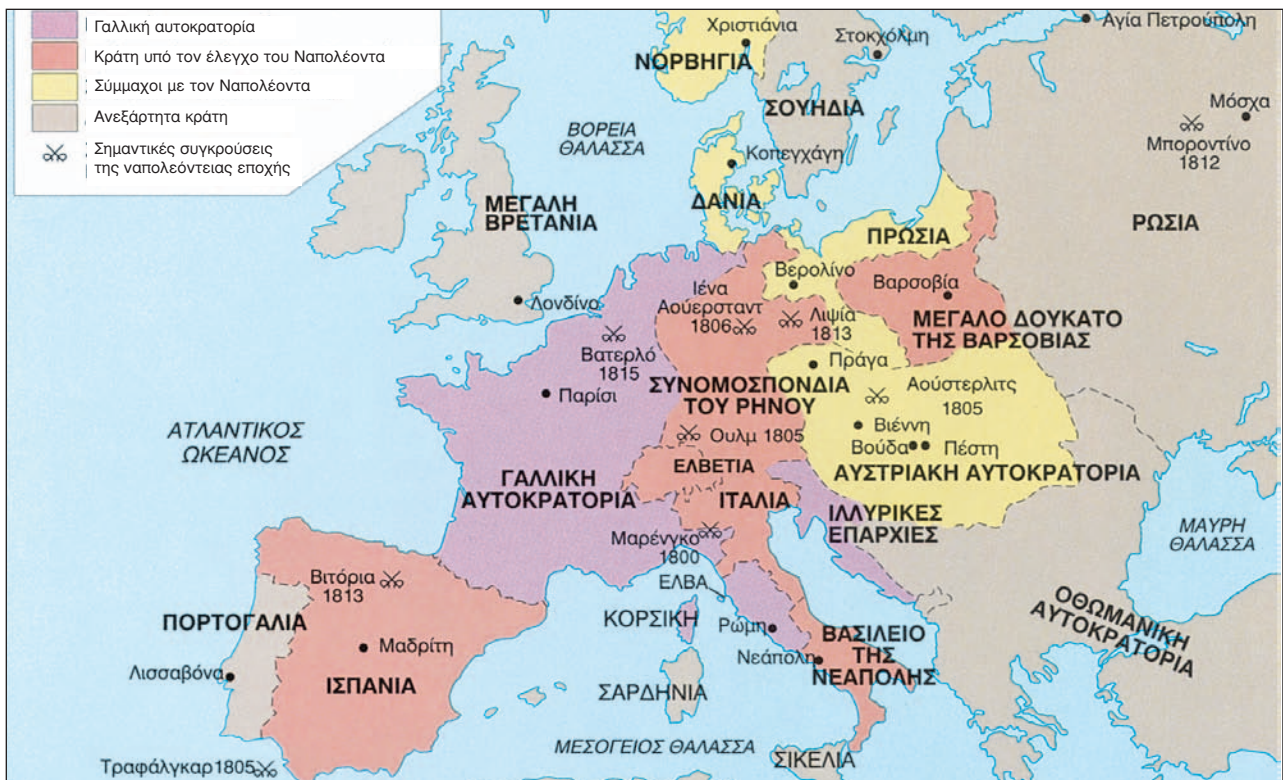 Γαλλική αυτοκρατορία
Κράτη υπό τον έλεγχο του Ναπολέοντα
Σύμμαχοι με τον Ναπολέοντα
Ανεξάρτητα κράτη
Σημαντικές συγκρούσεις
της ναπολεόντειας εποχής
Χριστιάνια
Στοκχόλμη
Αγία Πετρούπολη
ΝΟΡΒΗΓΙΑ
ΣΟΥΗΔΙΑ
Μόσχα
Μποροντίνο
1812
ΒΟΡΕΙΑ
ΘΑΛΑΣΣΑ
Κοπεγχάγη
ΜΕΓΑΛΗ
ΒΡΕΤΑΝΙΑ
ΔΑΝΙΑ
ΡΩΣΙΑ
ΠΡΩΣΙΑ
Βερολίνο
Βαρσοβία
Λονδίνο
Ιένα
Αούερσταντ
1806
Λιψία
1813
ΜΕΓΑΛΟ ΔΟΥΚΑΤΟ
ΤΗΣ ΒΑΡΣΟΒΙΑΣ
Βατερλό
1815
Πράγα
Παρίσι
ΣΥΝΟΜΟΣΠΟΝΔΙΑ
ΤΟΥ ΡΗΝΟΥ
Αούστερλιτς
1805
ΑΤΛΑΝΤΙΚΟΣ
ΩΚΕΑΝΟΣ
Ουλμ 1805
Βιέννη
Βούδα
Πέστη
ΓΑΛΛΙΚΗ
ΑΥΤΟΚΡΑΤΟΡΙΑ
ΕΛΒΕΤΙΑ
ΑΥΣΤΡΙΑΚΗ ΑΥΤΟΚΡΑΤΟΡΙΑ
ΙΤΑΛΙΑ
ΙΛΛΥΡΙΚΕΣ
ΕΠΑΡΧΙΕΣ
ΜΑΥΡΗ
ΘΑΛΑΣΣΑ
Μαρένγκο
1800
ΕΛΒΑ
Βιτόρια
1813
ΠΟΡΤΟΓΑΛΙΑ
ΚΟΡΣΙΚΗ
Ρώμη
ΟΘΩΜΑΝΙΚΗ
ΑΥΤΟΚΡΑΤΟΡΙΑ
Μαδρίτη
ΒΑΣΙΛΕΙΟ
ΤΗΣ
ΝΕΑΠΟΛΗΣ
Νεάπολη
Λισσαβόνα
ΙΣΠΑΝΙΑ
ΣΑΡΔΗΝΙΑ
ΜΕΣΟΓΕΙΟΣ ΘΑΛΑΣΣΑ
ΣΙΚΕΛΙΑ
Τραφάλγκαρ 1805